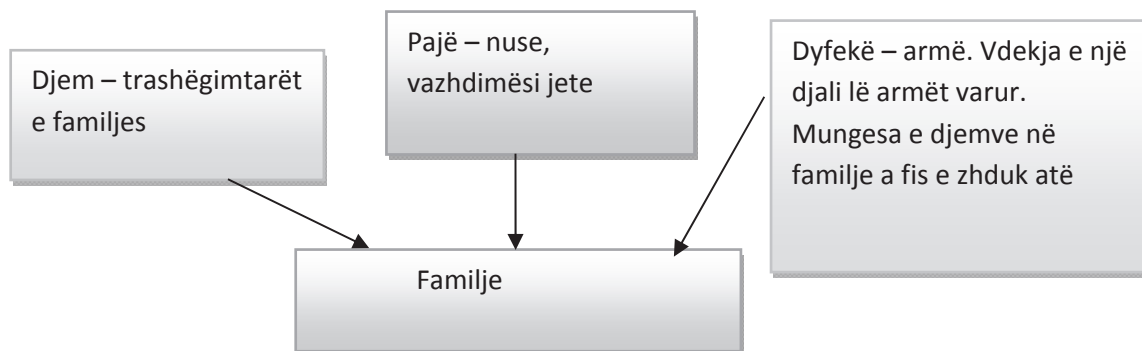 Djem – trashëgimtarët
e familjes
Pajë – nuse,
vazhdimësi jete
Dyfekë – armë. Vdekja e një
djali lë armët varur.
Mungesa e djemve në
familje a fis e zhduk atë
Familje